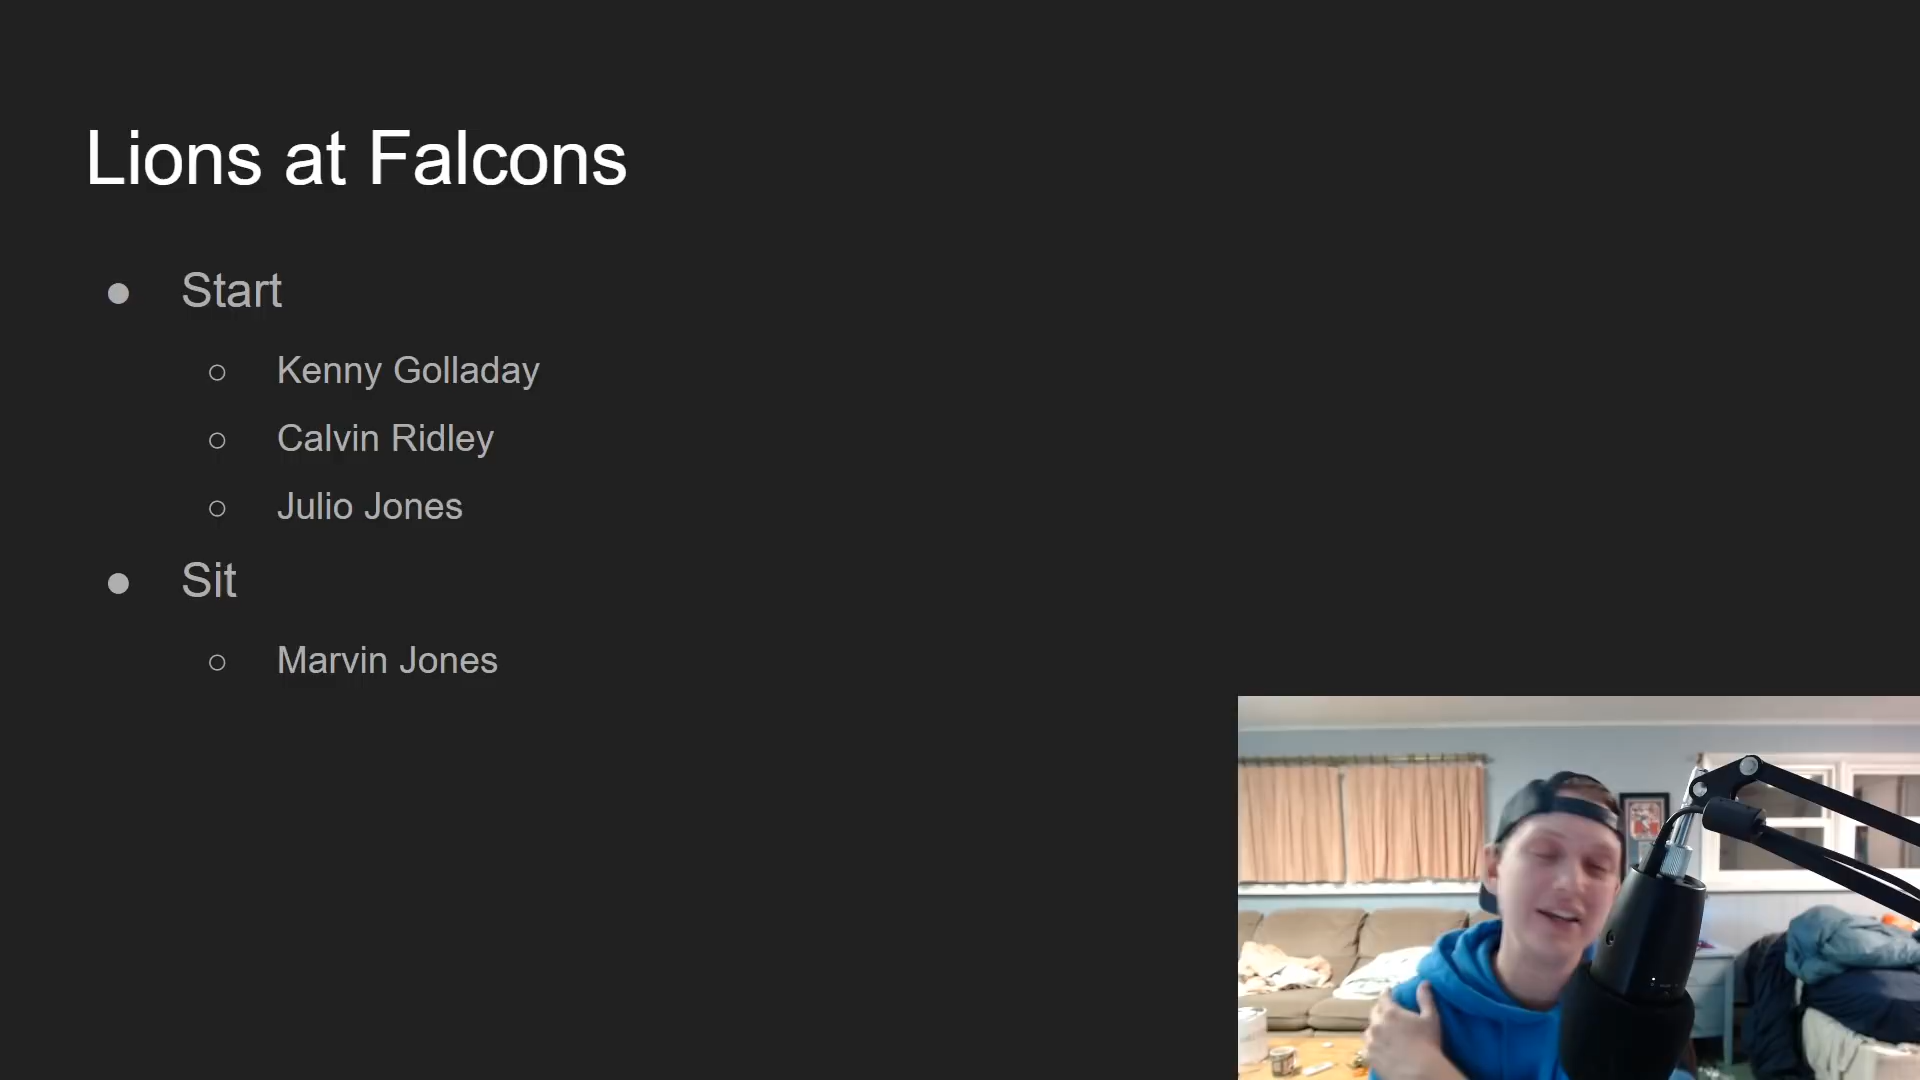 Lions at Falcons
Start
Kenny Golladay
Calvin Ridley
Julio Jones
Sit
Marvin Jones